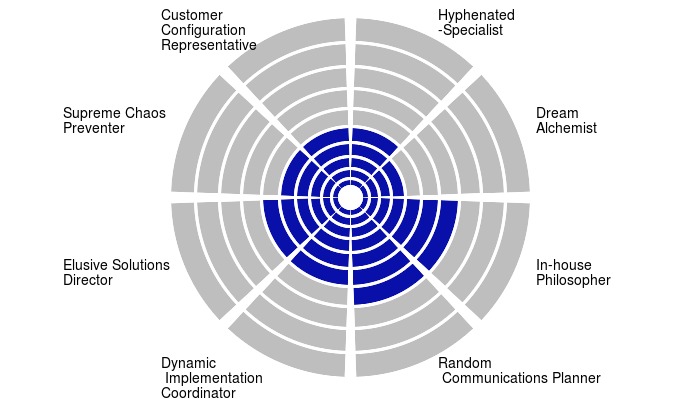 Customer
Configuration
Representative
Hyphenated
-Specialist
Supreme Chaos
Preventer
Dream
Alchemist
Elusive Solutions
Director
In-house
Philosopher
Dynamic
Implementation
Coordinator
Random
Communications Planner